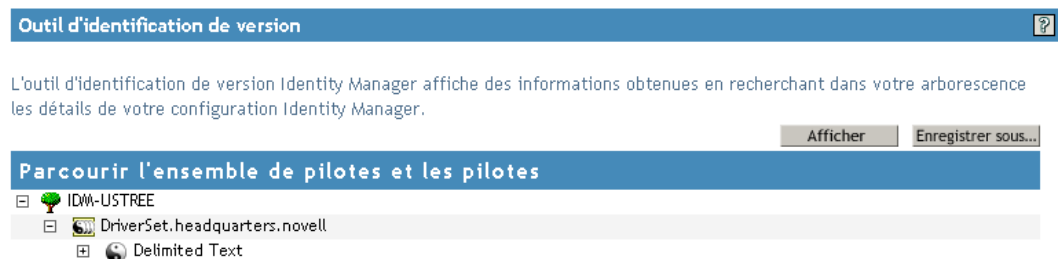 Outil d'identification de version
?
L'outil d'identification de version Identity Manager affiche des informations obtenues en recherchant dans votre arborescence
les détails de votre configuration Identity Manager.
Afficher Enregistrer sous...
Parcourir l'ensemble de pilotes et les pilotes
IDM-USTREE
DriverSet.headquarters.novell
Delimited Text